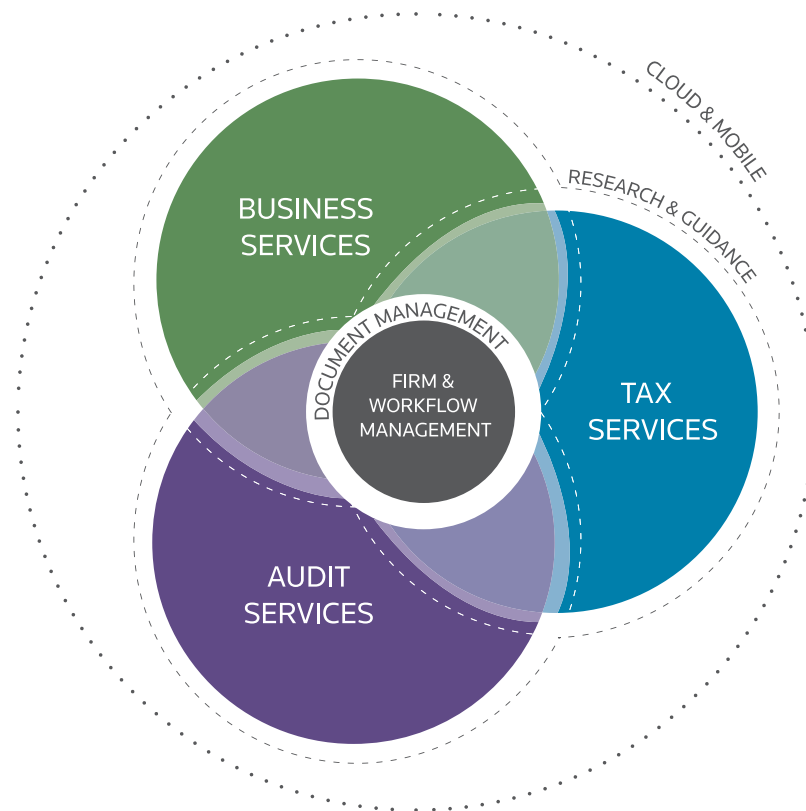 CLOUD & MOBILE
RESEARCH & GUIDANCE
BUSINESS
SERVICES
DOCUMENT MANAGEMENT
FIRM &
WORKFLOW
MANAGEMENT
TAX
SERVICES
AUDIT
SERVICES